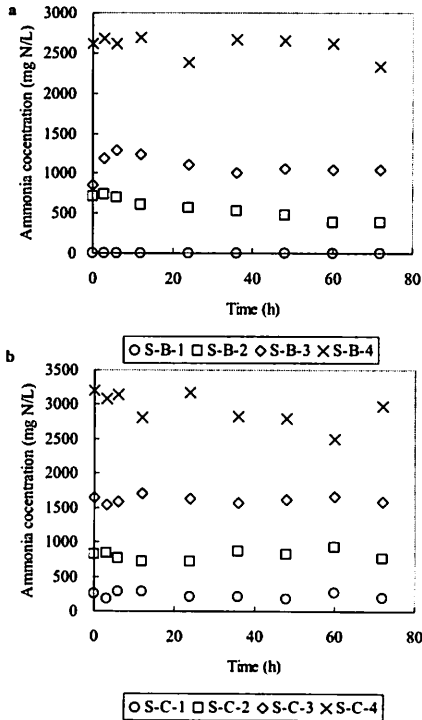 a
Ammonia cocentration (mg N/L)
3000
2500
2000
1500
1000
500
0
0 20 40 60 80
Time (h)
S-B-1 S-B-2 S-B-3 S-B-4
b
Ammonia cocentration (mg N/L)
3500
3000
2500
2000
1500
1000
500
0
0 20 40 60 80
Time (h)
S-C-1 S-C-2 S-C-3 S-C-4